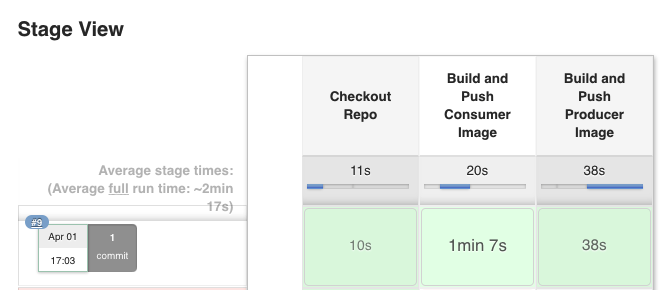 Stage View
Checkout
Repo
Build and
Push
Consumer
Image
Build and
Push
Producer
Image
Average stage times:
(Average full run time: ~2min
17s)
11s
20s
38s
#9
Apr 01
17:03
1
commit
10s
1min 7s
38s